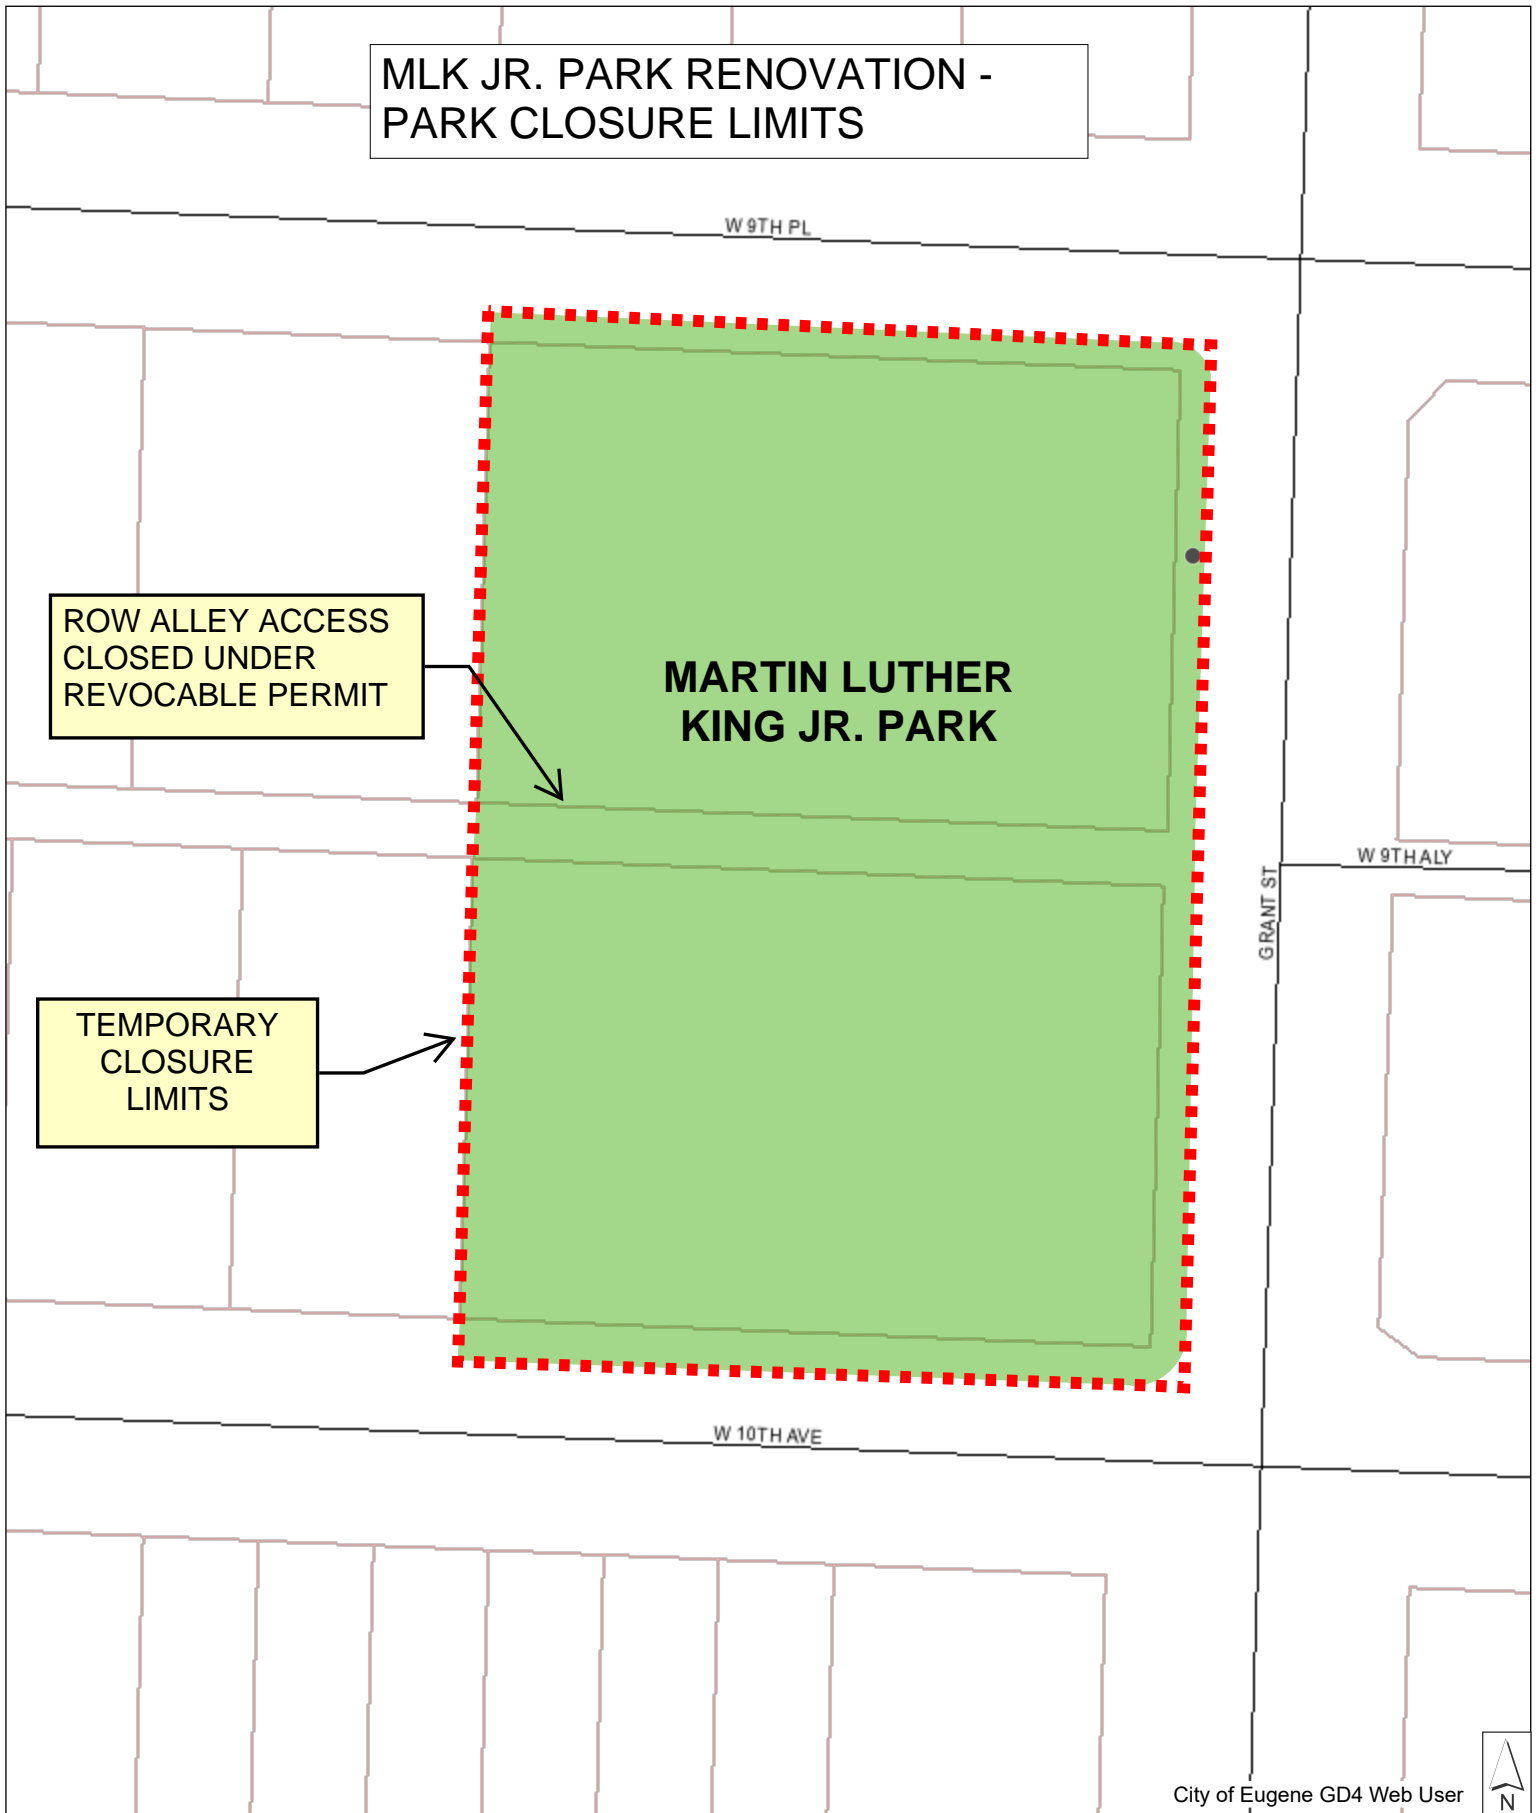 MLK JR. PARK RENOVATION -
PARK CLOSURE LIMITS
W 9TH PL
ROW ALLEY ACCESS
CLOSED UNDER
REVOCABLE PERMIT
MARTIN LUTHER
KING JR. PARK
W 9TH ALY
GRANT ST
TEMPORARY
CLOSURE
LIMITS
W 10TH AVE
City of Eugene GD4 Web User
N